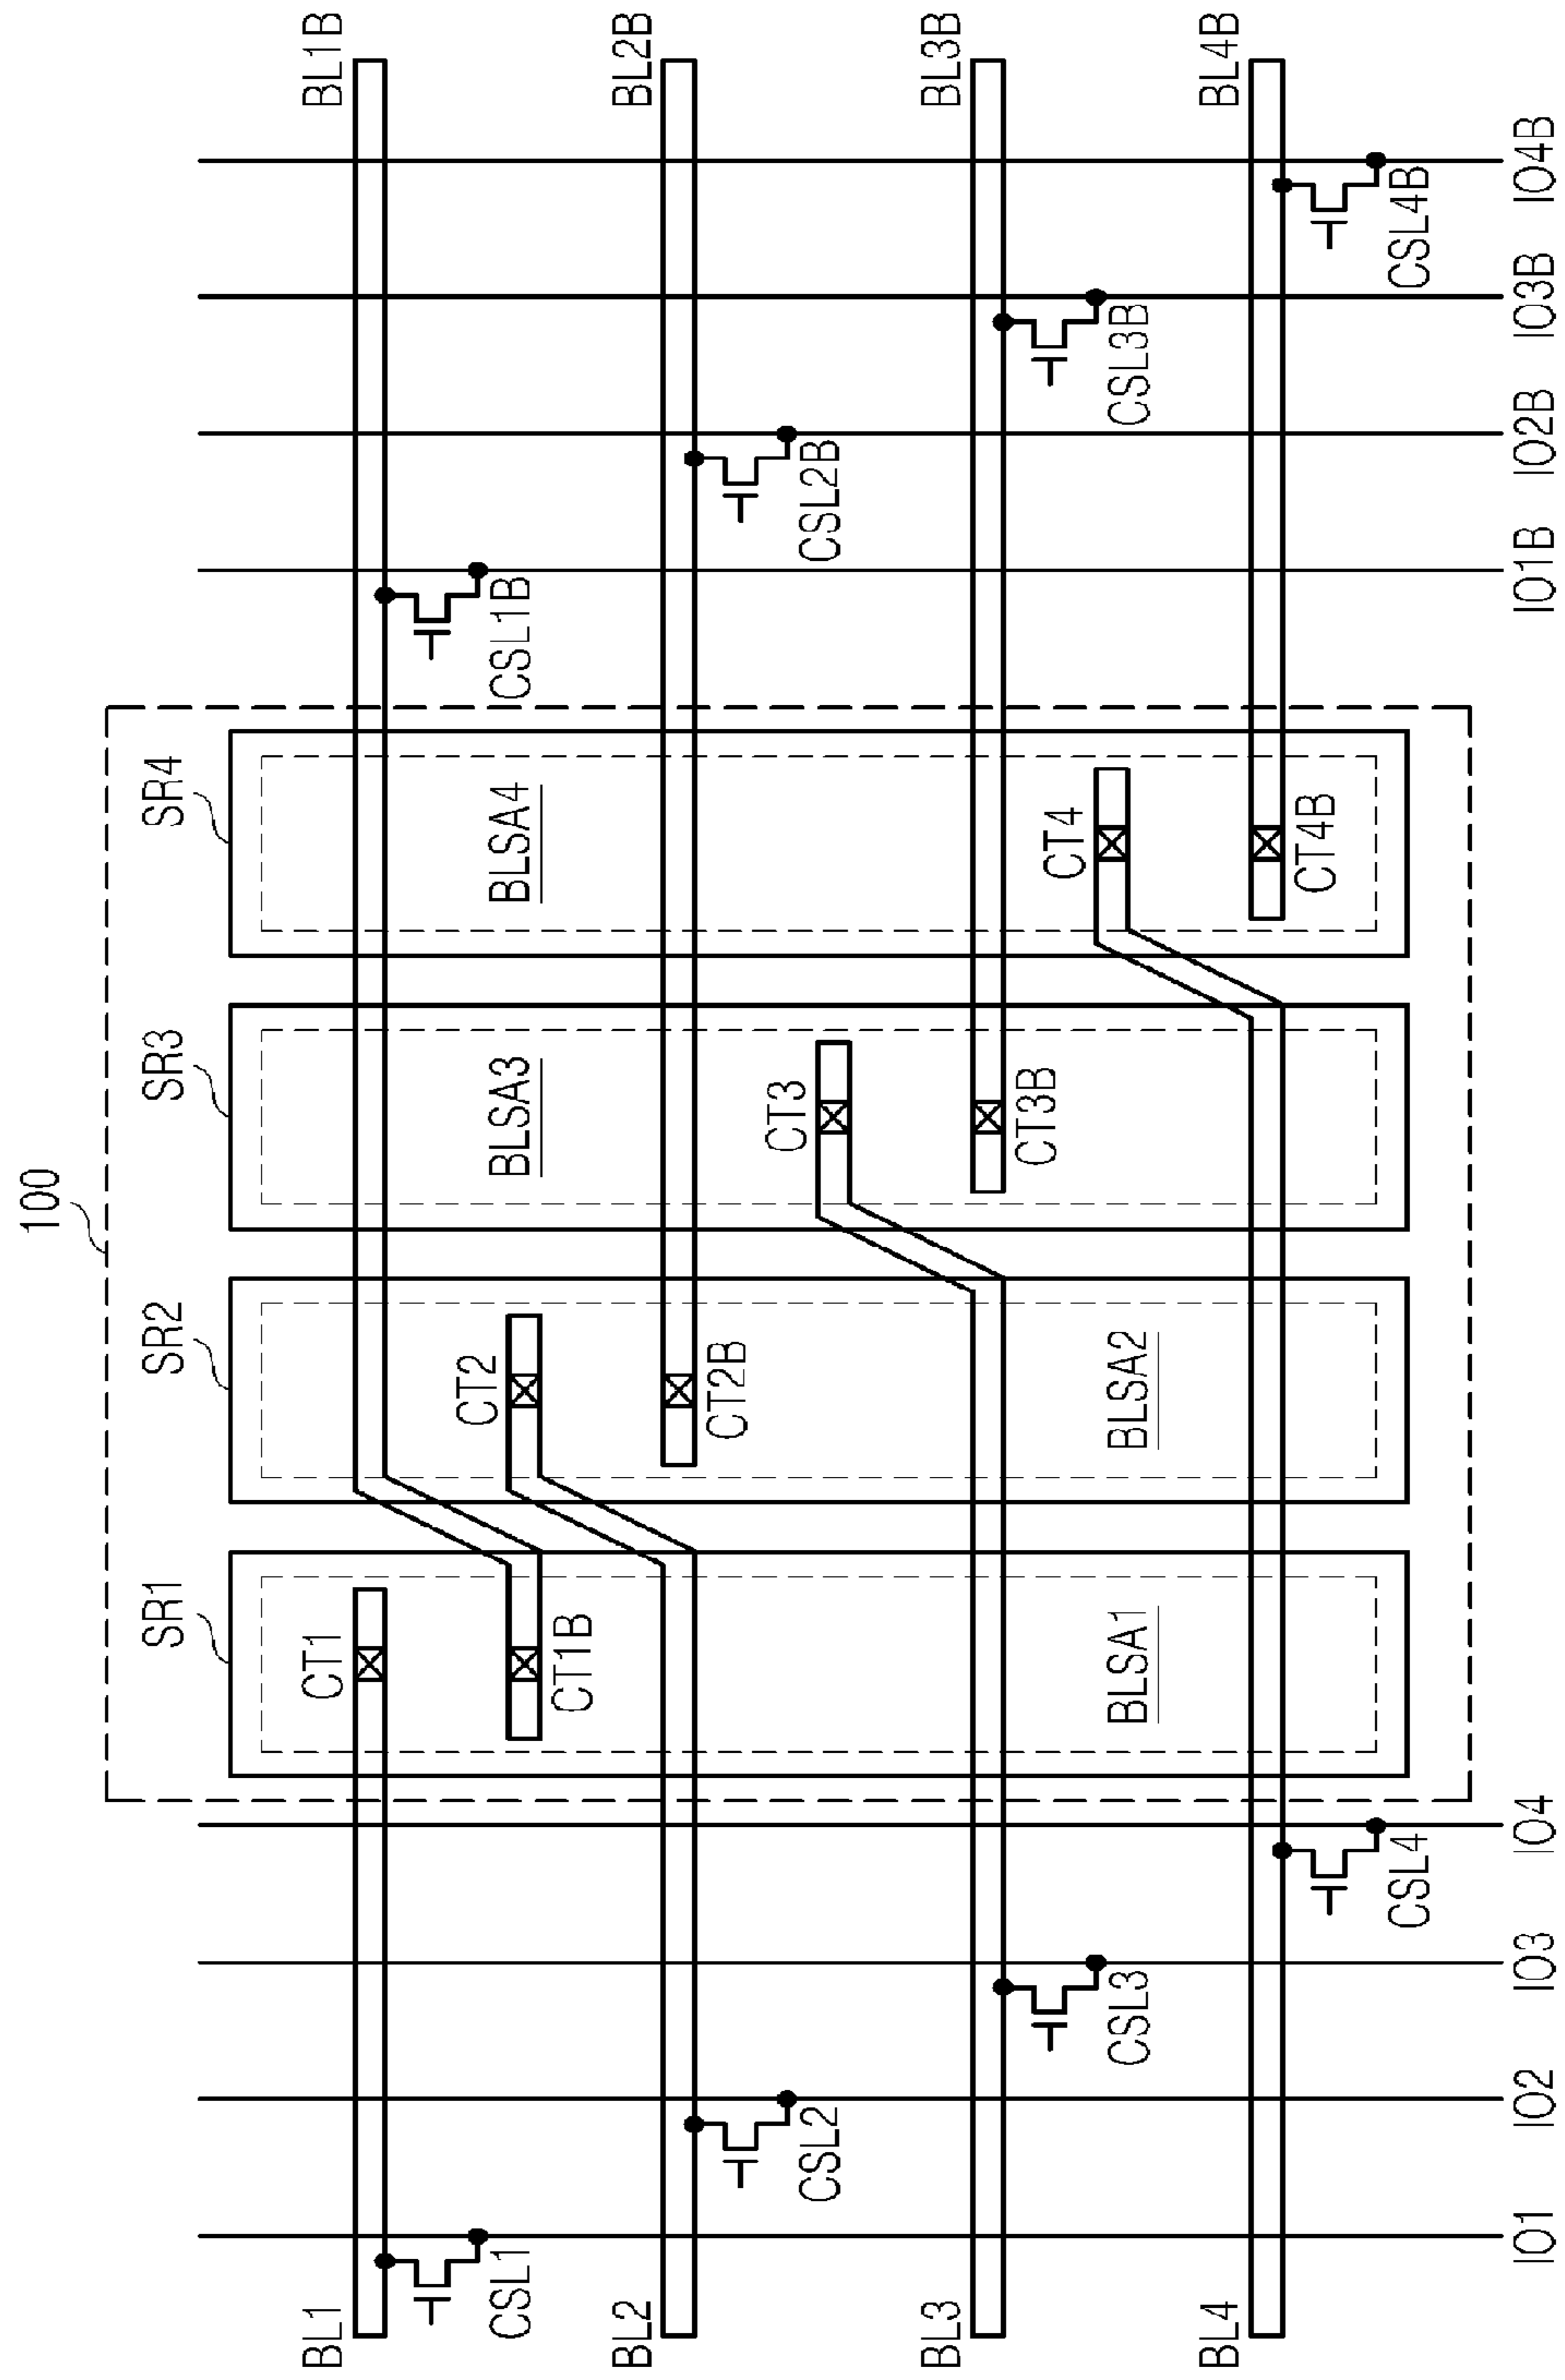 100
SR1
SR2
SR3
SR4
BL1
CT1
BL1B
CSL1
CT1B
CT2
BLSA3
BLSA4
CSL1B
BL2
CT2B
BL2B
CSL2
CT3
CSL2B
BL3
CT3B
BL3B
CSL3
BLSA1
BLSA2
CT4
CSL3B
BL4
CT4B
BL4B
CSL4
CSL4B
IO1
IO2
IO3
IO4
IO1B
IO2B
IO3B
IO4B